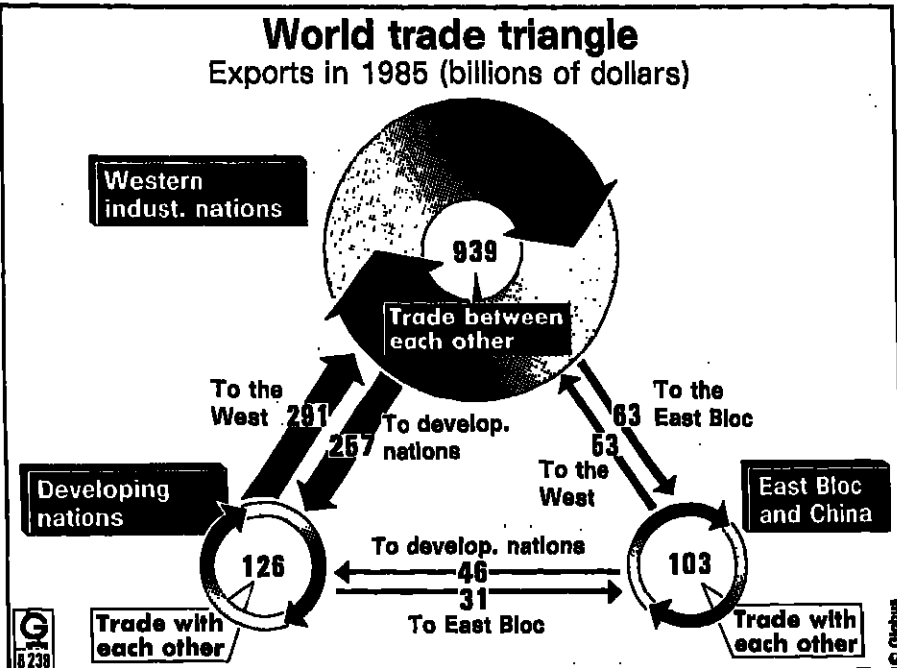 World trade triangle
Exports in 1985 (billions of dollars)
Western
indust. nations
939
Trade between
each other
To the
West 291
257 To develop.
nations
63 To the
East Bloc
53
To the
West
Developing
nations
East Bloc
and China
126
103
To develop. nations
46
31
To East Bloc
Trade with
each other
Trade with
each other
G
6238
© Globus